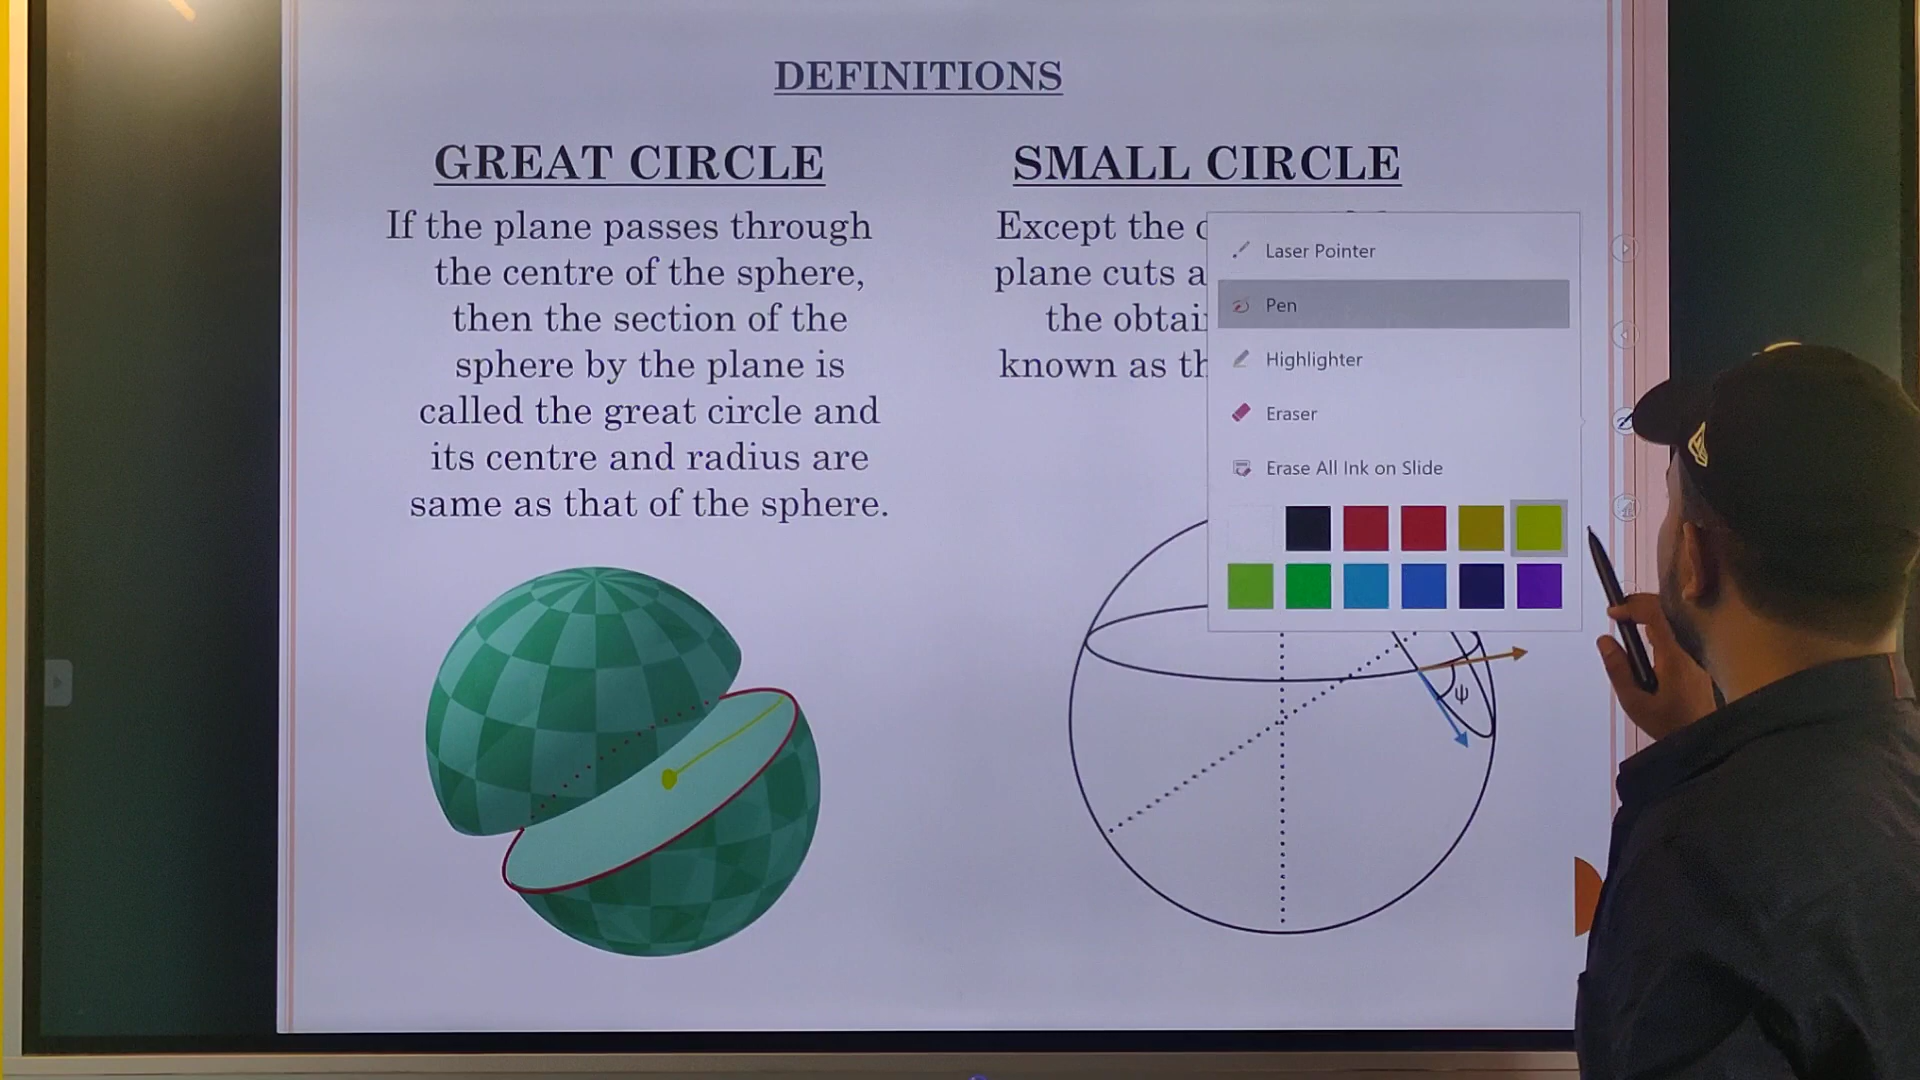 DEFINITIONS
GREAT CIRCLE
If the plane passes through
the centre of the sphere,
then the section of the
sphere by the plane is
called the great circle and
its centre and radius are
same as that of the sphere.
SMALL CIRCLE
Except the
plane cuts
the
known as
Laser Pointer
Pen
Highlighter
Eraser
Erase All Ink on Slide
ψ